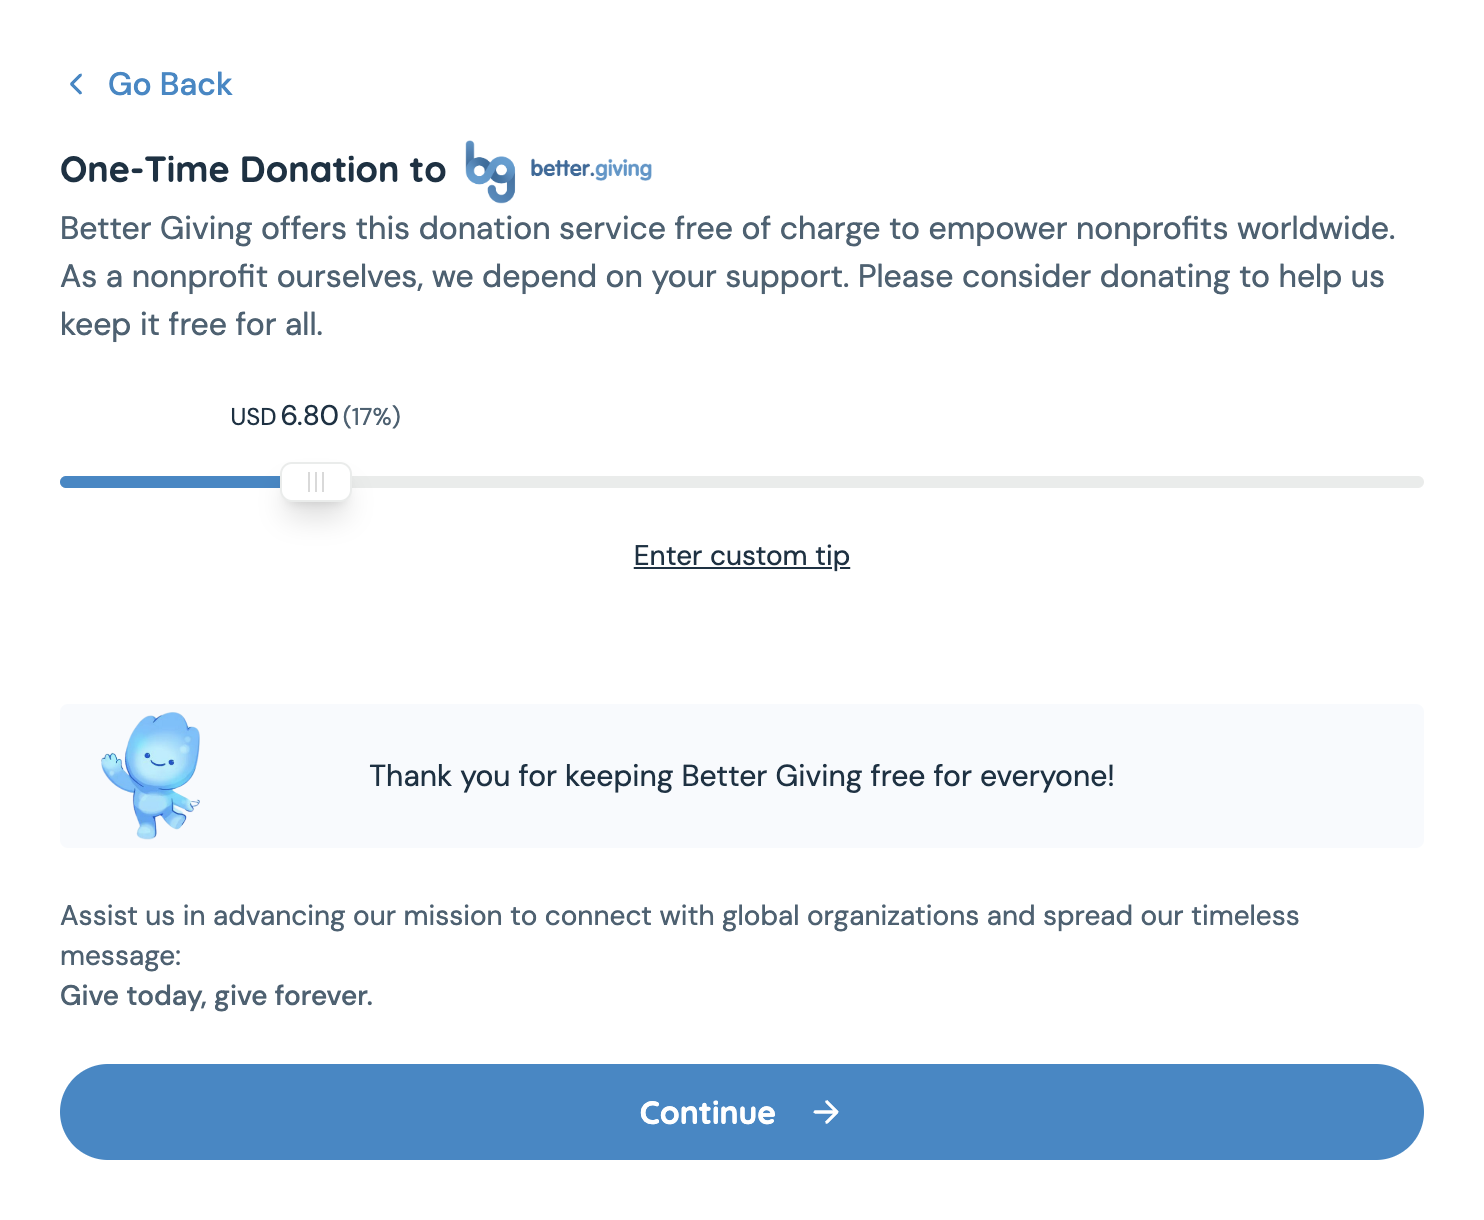 Go Back
One-Time Donation to bg better.giving
Better Giving offers this donation service free of charge to empower nonprofits worldwide.
As a nonprofit ourselves, we depend on your support. Please consider donating to help us
keep it free for all.
USD 6.80 (17%)
Enter custom tip
Thank you for keeping Better Giving free for everyone!
Assist us in advancing our mission to connect with global organizations and spread our timeless
message:
Give today, give forever.
Continue